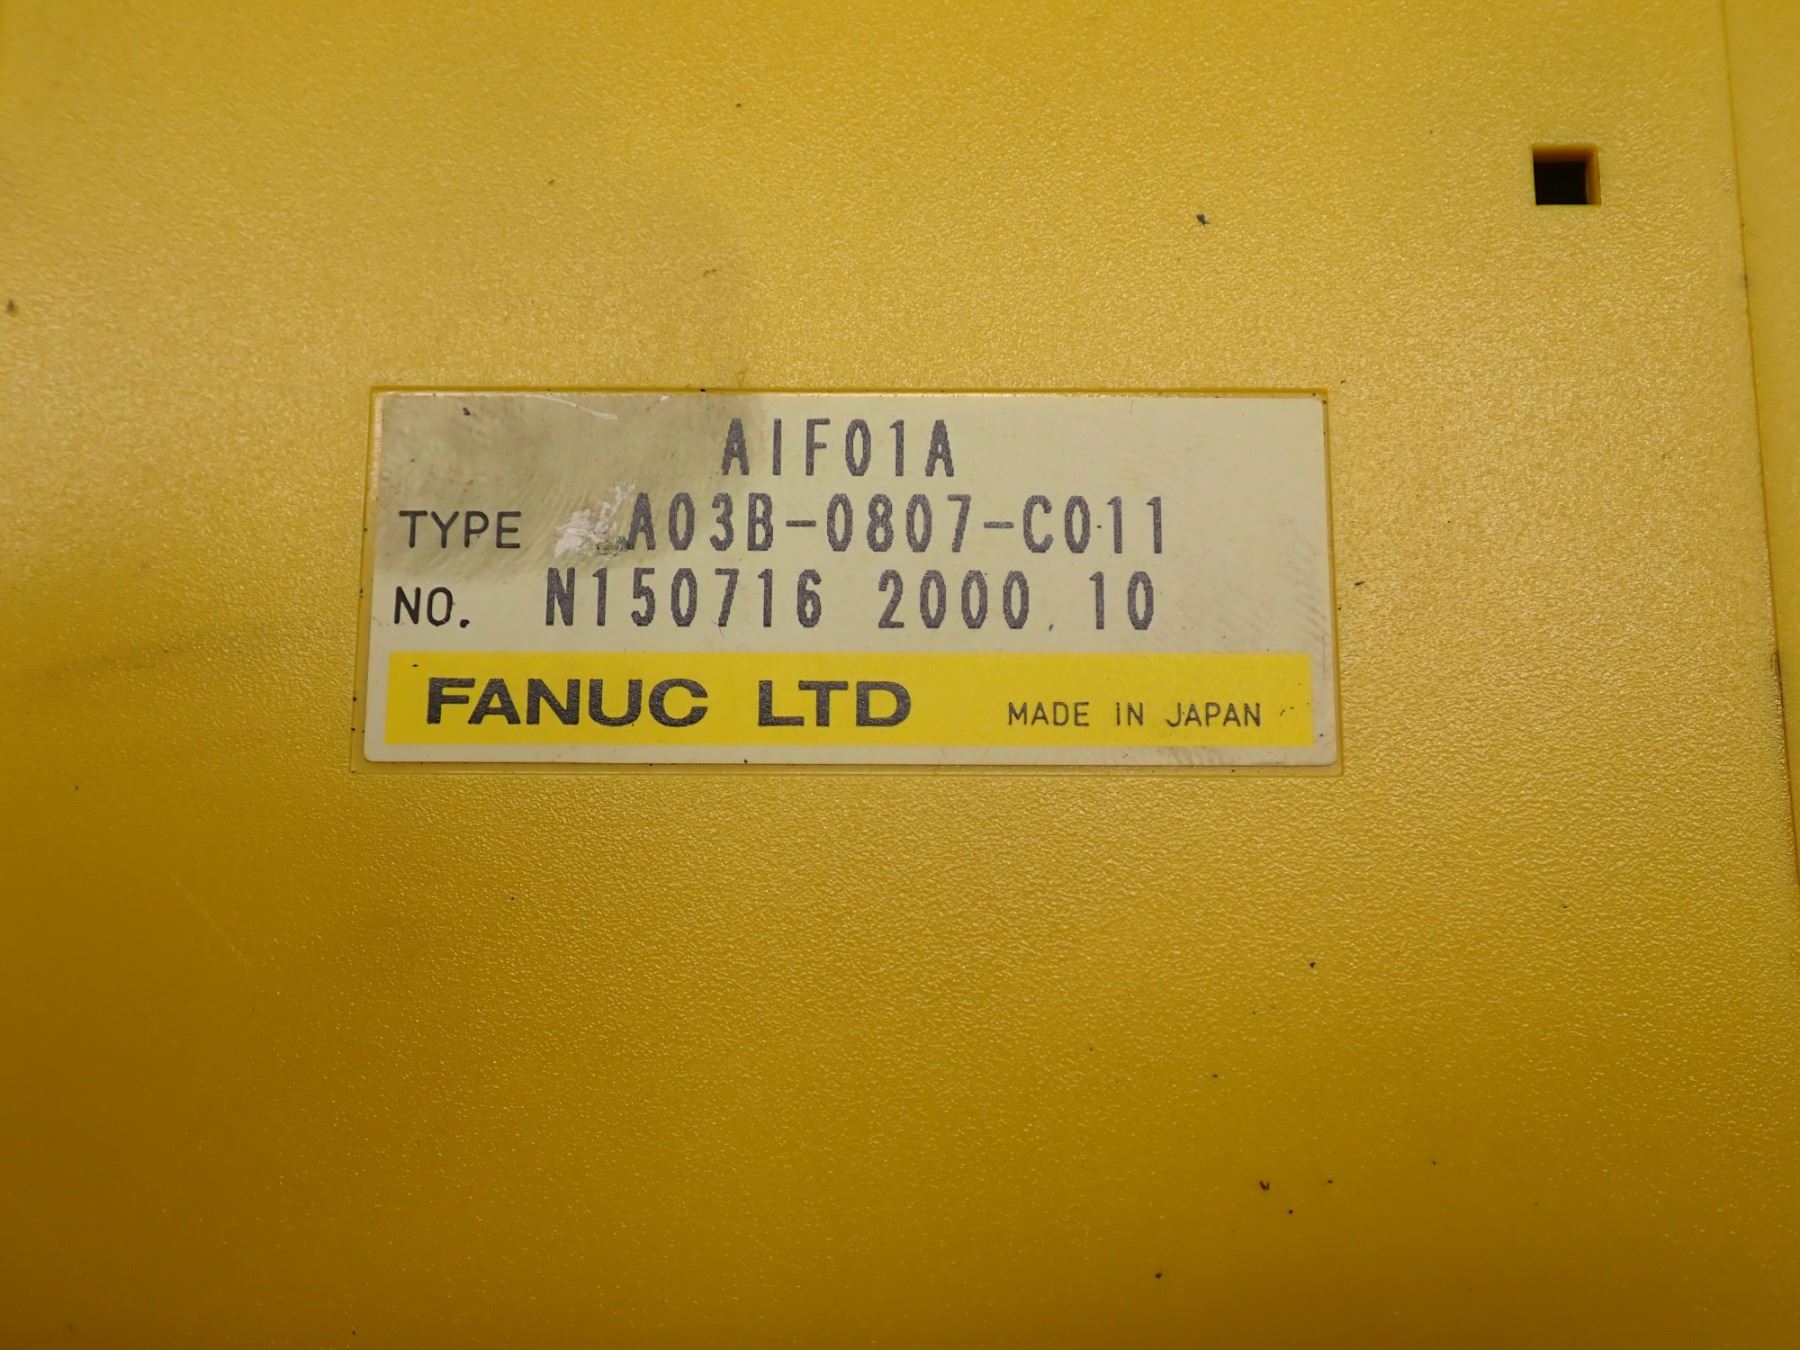 AIF01A
TYPE A03B-0807-C011
NO. N150716 2000.10
FANUC LTD MADE IN JAPAN